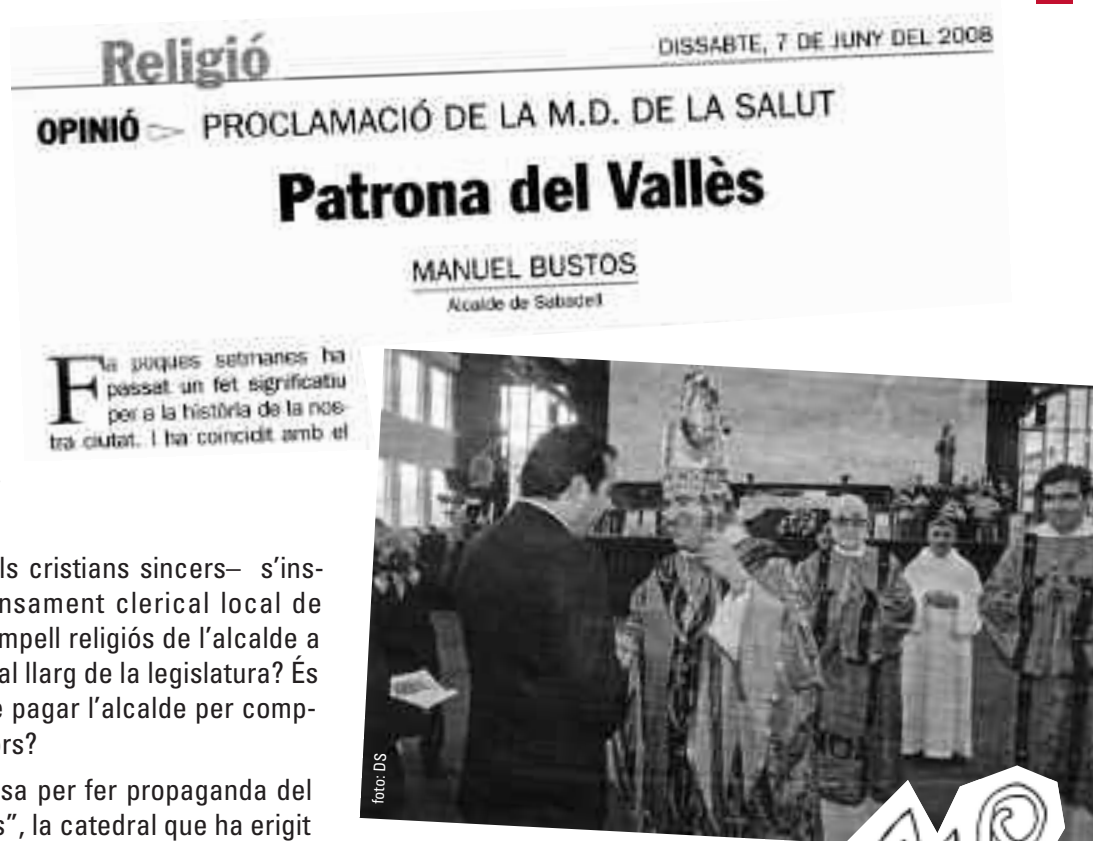 Religió
DISSABTE, 7 DE JUNY DEL 2008
OPINIÓ PROCLAMACIÓ DE LA M.D. DE LA SALUT
Patrona del Vallès
MANUEL BUSTOS
Alcalde de Sabadell
Fa poques setmanes ha
passat un fet significatiu
per a la història de la nos-
tra ciutat. I ha coincidit amb el
ls cristians sincers– s’ins-
nsament clerical local de
mpell religiós de l’alcalde a
al llarg de la legislatura? És
e pagar l’alcalde per comp-
rs?
sa per fer propaganda del
s”, la catedral que ha erigit
foto: DS